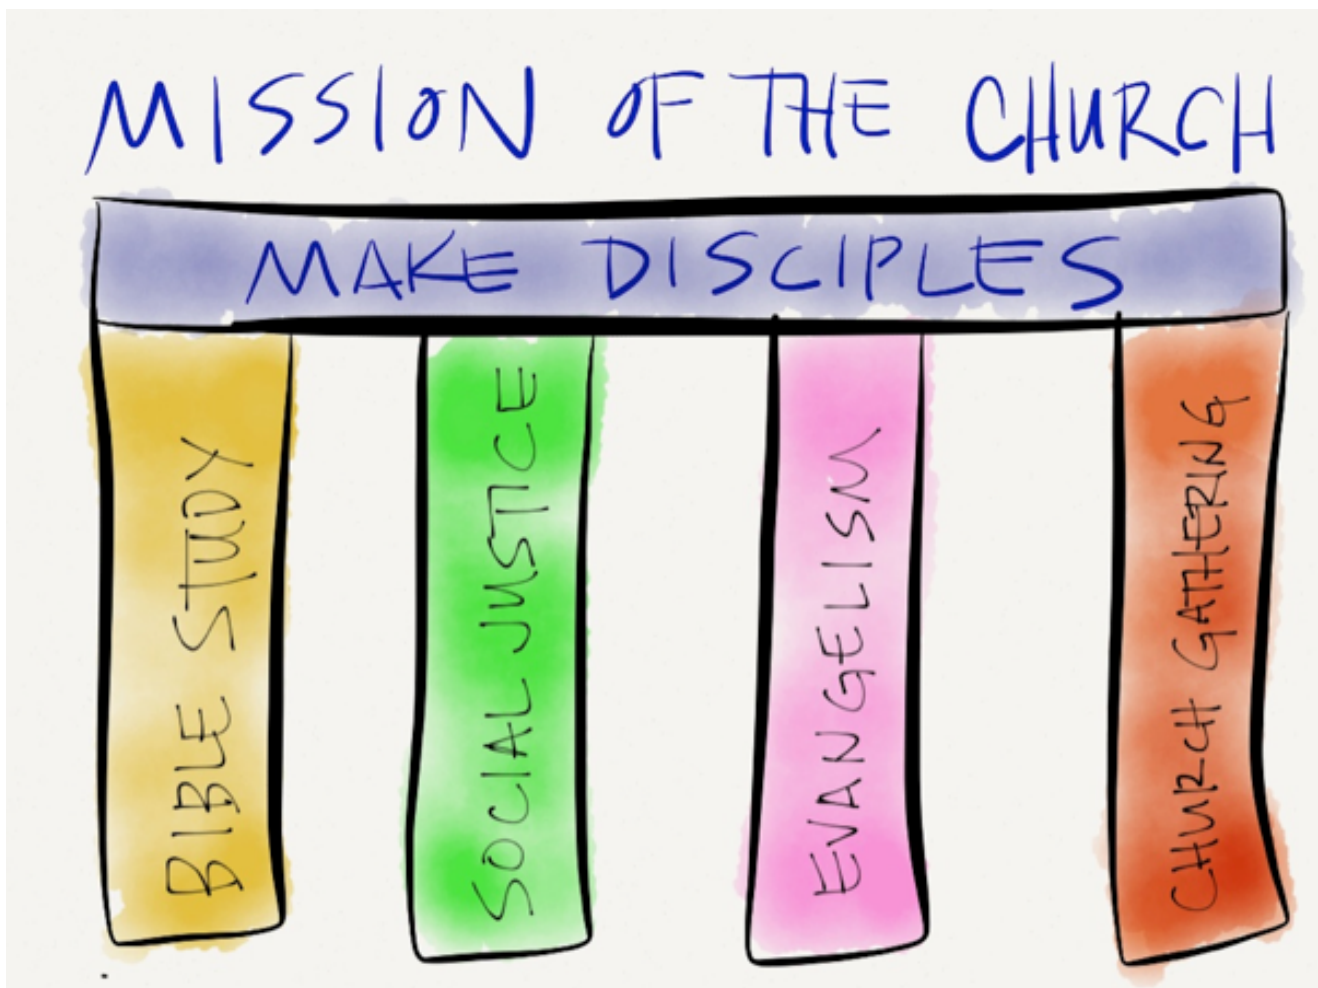 MISSION OF THE CHURCH
MAKE DISCIPLES
BIBLE STUDY
SOCIAL JUSTICE
EVANGELISM
CHURCH GATHERING